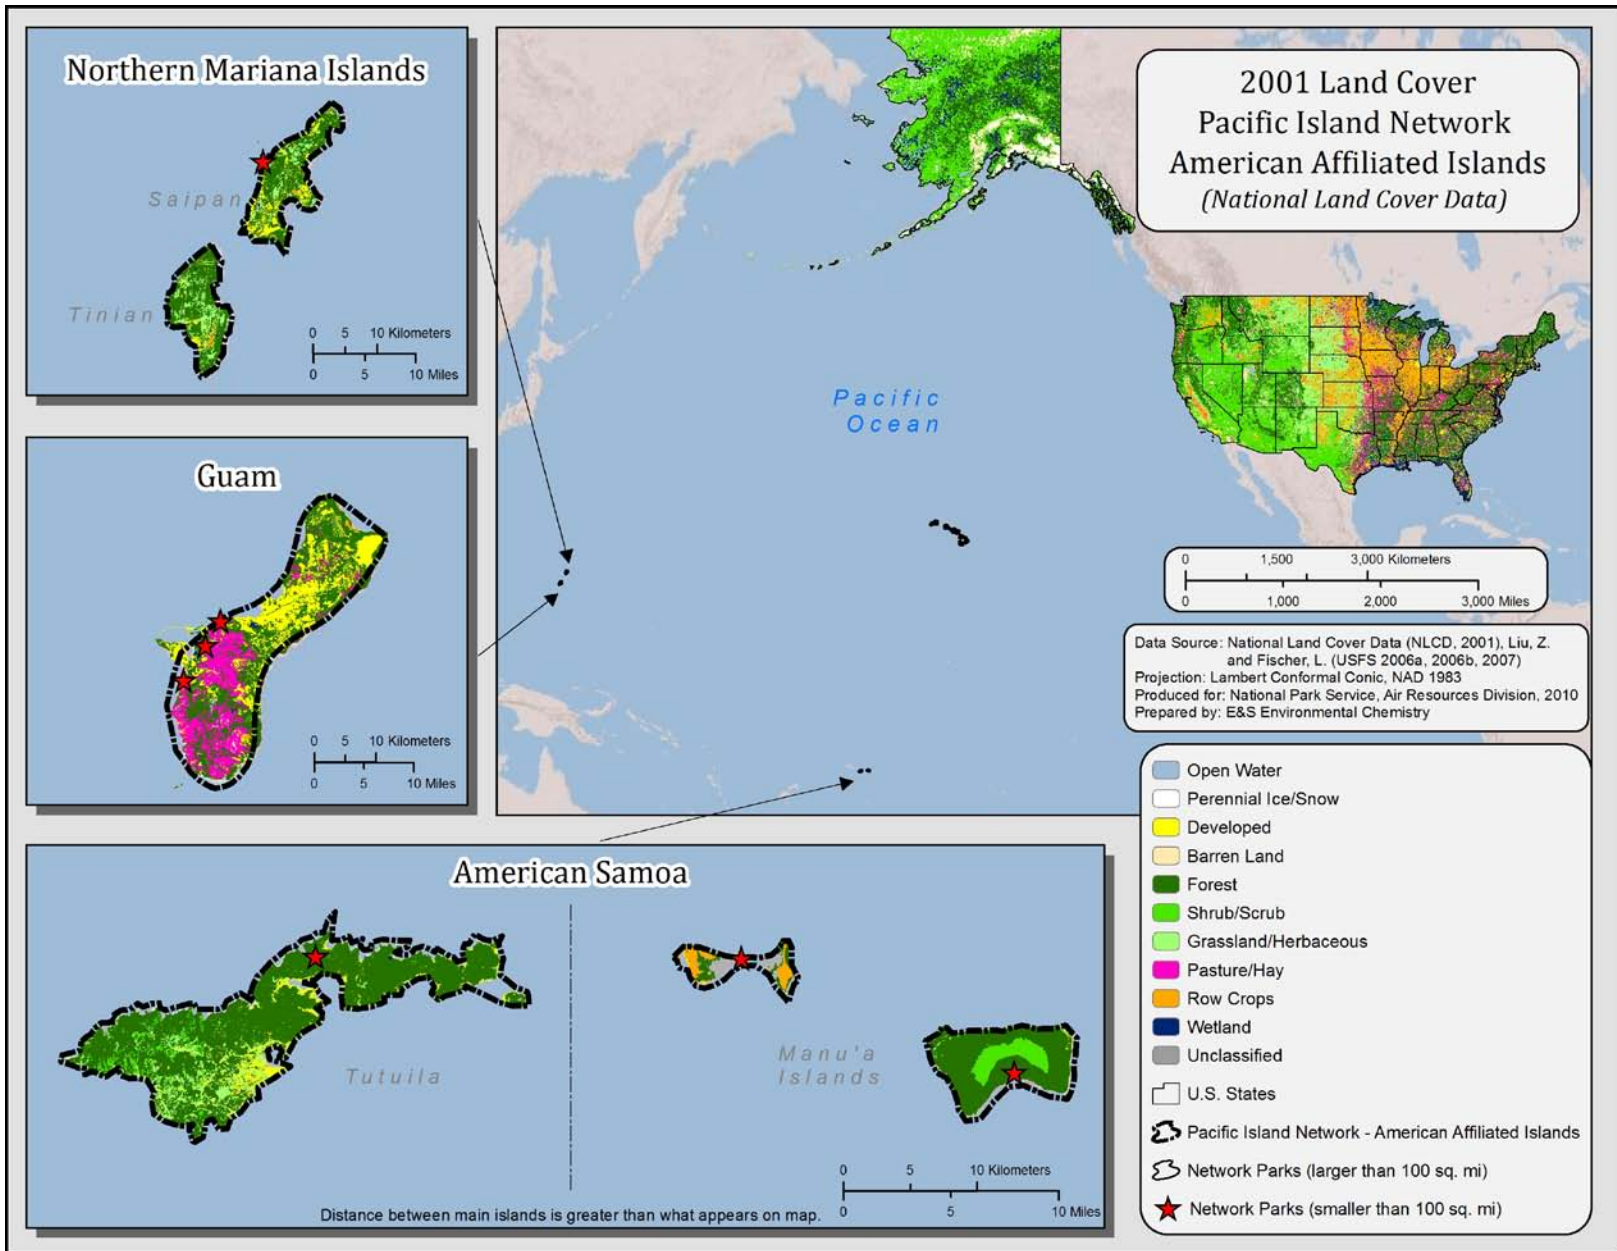 Northern Mariana Islands
Saipan
Tinian
0 5 10 Kilometers
0 5 10 Miles
Guam
0 5 10 Kilometers
0 5 10 Miles
2001 Land Cover
Pacific Island Network
American Affiliated Islands
(National Land Cover Data)
Pacific
Ocean
0 1,500 3,000 Kilometers
0 1,000 2,000 3,000 Miles
Data Source: National Land Cover Data (NLCD, 2001), Liu, Z.
and Fischer, L. (USFS 2006a, 2006b, 2007)
Projection: Lambert Conformal Conic, NAD 1983
Produced for: National Park Service, Air Resources Division, 2010
Prepared by: E&S Environmental Chemistry
Open Water
Perennial Ice/Snow
Developed
Barren Land
Forest
Shrub/Scrub
Grassland/Herbaceous
Pasture/Hay
Row Crops
Wetland
Unclassified
U.S. States
Pacific Island Network - American Affiliated Islands
Network Parks (larger than 100 sq. mi)
Network Parks (smaller than 100 sq. mi)
American Samoa
Tutuila
Manu'a
Islands
0 5 10 Kilometers
0 5 10 Miles
Distance between main islands is greater than what appears on map.